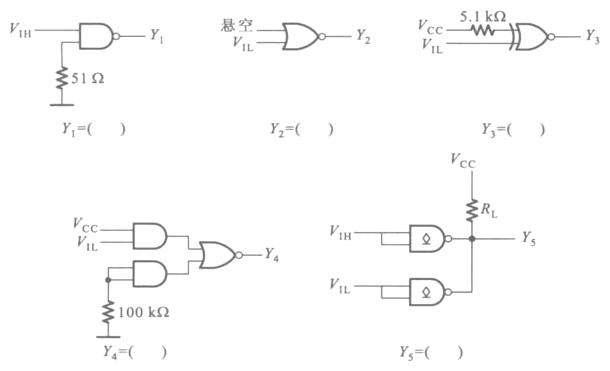 V_IH Y_1 51 Ω
Y_1=( )
悬空 V_IL Y_2
Y_2=( )
5.1 kΩ V_CC V_IL Y_3
Y_3=( )
V_CC V_IL Y_4 100 kΩ
Y_4=( )
V_CC R_L V_IH Y_5 V_IL
Y_5=( )